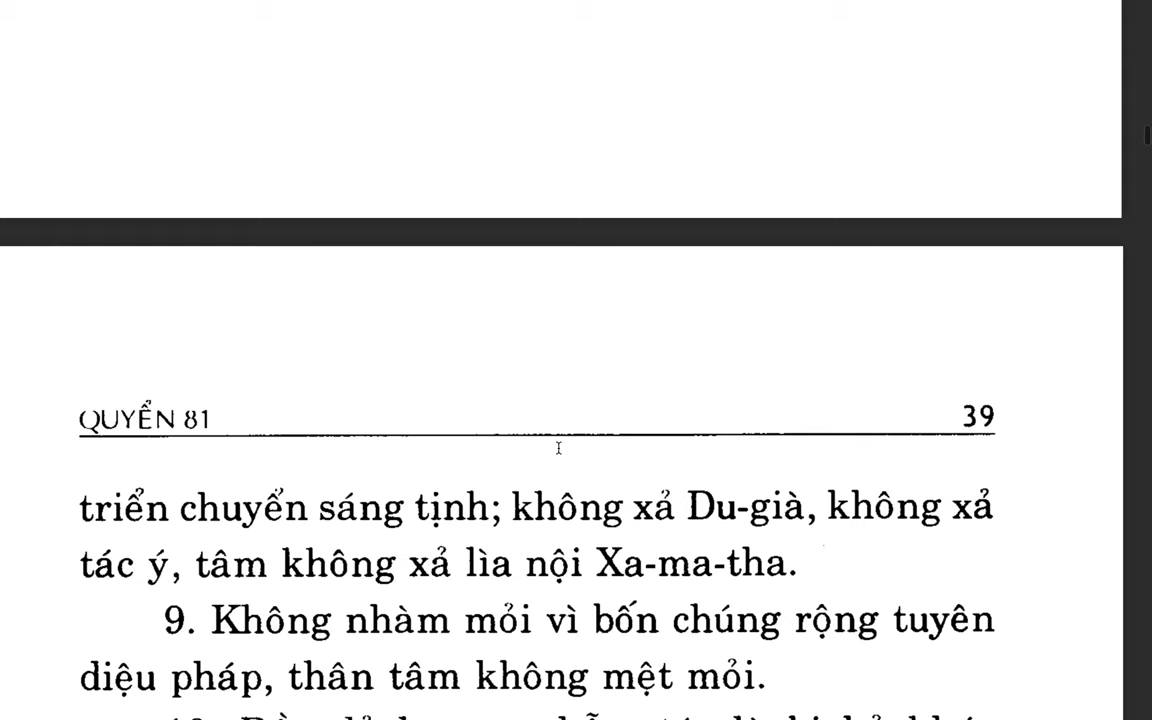 QUYỂN 81 39
triển chuyển sáng tịnh; không xả Du-già, không xả
tác ý, tâm không xả lìa nội Xa-ma-tha.
9. Không nhàm mỏi vì bốn chúng rộng tuyên
diệu pháp, thân tâm không mệt mỏi.